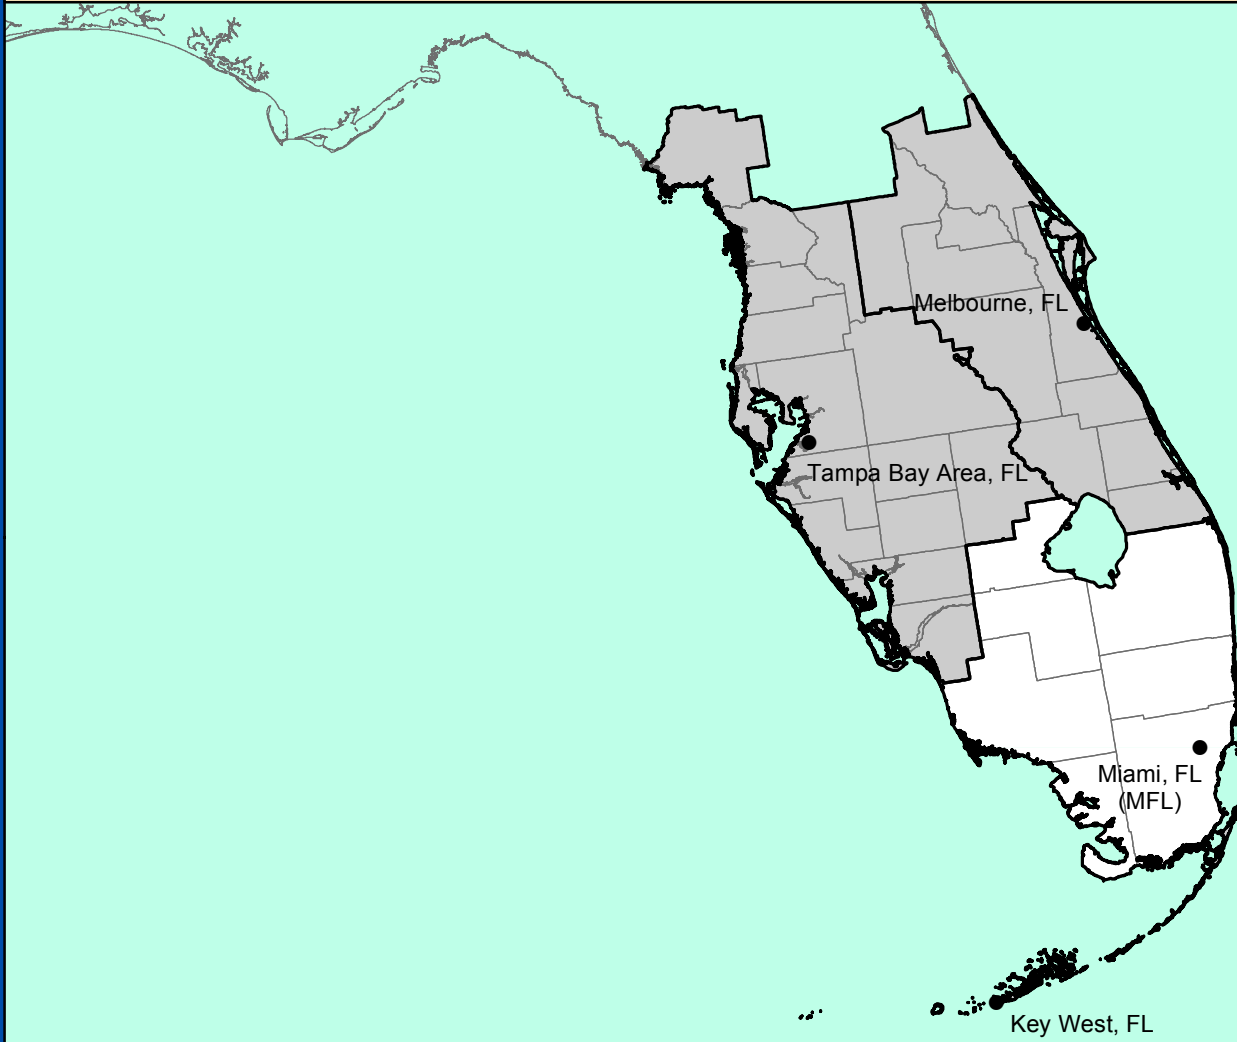 Melbourne, FL
Tampa Bay Area, FL
Miami, FL
(MFL)
Key West, FL